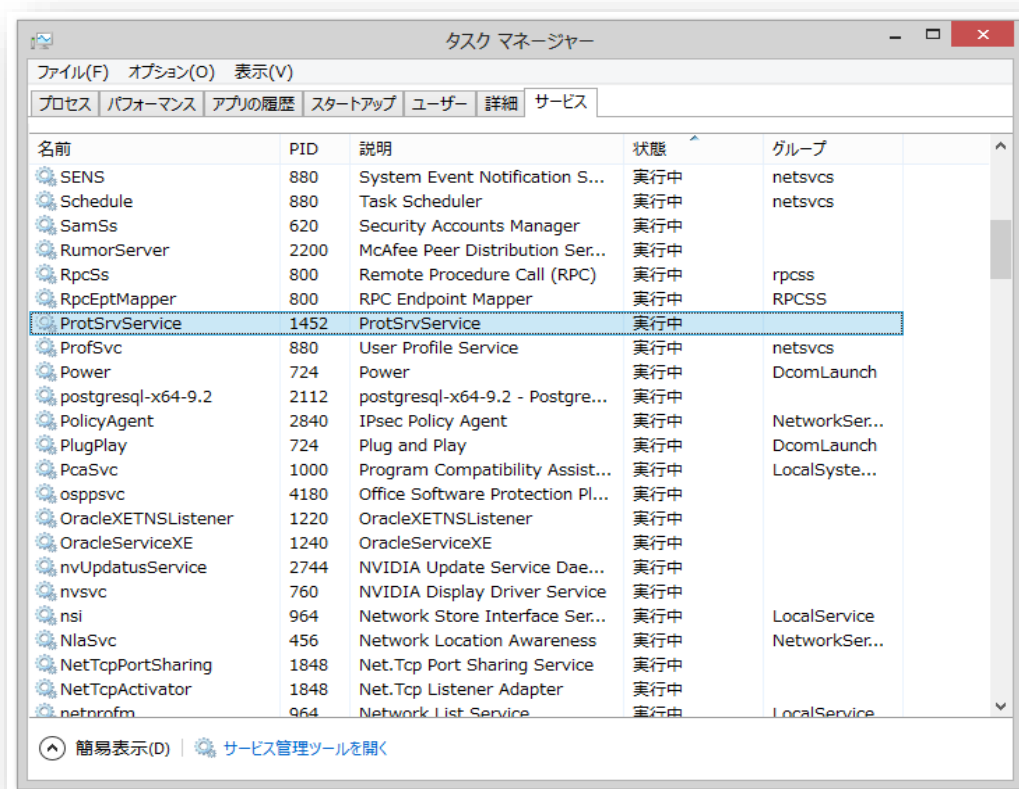 タスク マネージャー
ファイル(F) オプション(O) 表示(V)
プロセス パフォーマンス アプリの履歴 スタートアップ ユーザー 詳細 サービス
名前 PID 説明 状態 グループ
SENS 880 System Event Notification S... 実行中 netsvcs
Schedule 880 Task Scheduler 実行中 netsvcs
SamSs 620 Security Accounts Manager 実行中
RumorServer 2200 McAfee Peer Distribution Ser... 実行中
RpcSs 800 Remote Procedure Call (RPC) 実行中 rpcss
RpcEptMapper 800 RPC Endpoint Mapper 実行中 RPCSS
ProtSrvService 1452 ProtSrvService 実行中
ProfSvc 880 User Profile Service 実行中 netsvcs
Power 724 Power 実行中 DcomLaunch
postgresql-x64-9.2 2112 postgresql-x64-9.2 - Postgre... 実行中
PolicyAgent 2840 IPsec Policy Agent 実行中 NetworkSer...
PlugPlay 724 Plug and Play 実行中 DcomLaunch
PcaSvc 1000 Program Compatibility Assist... 実行中 LocalSyste...
osppsvc 4180 Office Software Protection Pl... 実行中
OracleXETNSListener 1220 OracleXETNSListener 実行中
OracleServiceXE 1240 OracleServiceXE 実行中
nvUpdatusService 2744 NVIDIA Update Service Dae... 実行中
nvsvc 760 NVIDIA Display Driver Service 実行中
nsi 964 Network Store Interface Ser... 実行中 LocalService
NlaSvc 456 Network Location Awareness 実行中 NetworkSer...
NetTcpPortSharing 1848 Net.Tcp Port Sharing Service 実行中
NetTcpActivator 1848 Net.Tcp Listener Adapter 実行中
netprofm 964 Network List Service 実行中 LocalService
簡易表示(D) サービス管理ツールを開く